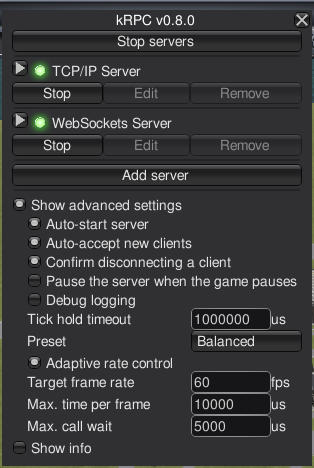 kRPC v0.8.0
Stop servers
TCP/IP Server
Stop Edit Remove
WebSockets Server
Stop Edit Remove
Add server
Show advanced settings
Auto-start server
Auto-accept new clients
Confirm disconnecting a client
Pause the server when the game pauses
Debug logging
Tick hold timeout 1000000 us
Preset Balanced
Adaptive rate control
Target frame rate 60 fps
Max. time per frame 10000 us
Max. call wait 5000 us
Show info